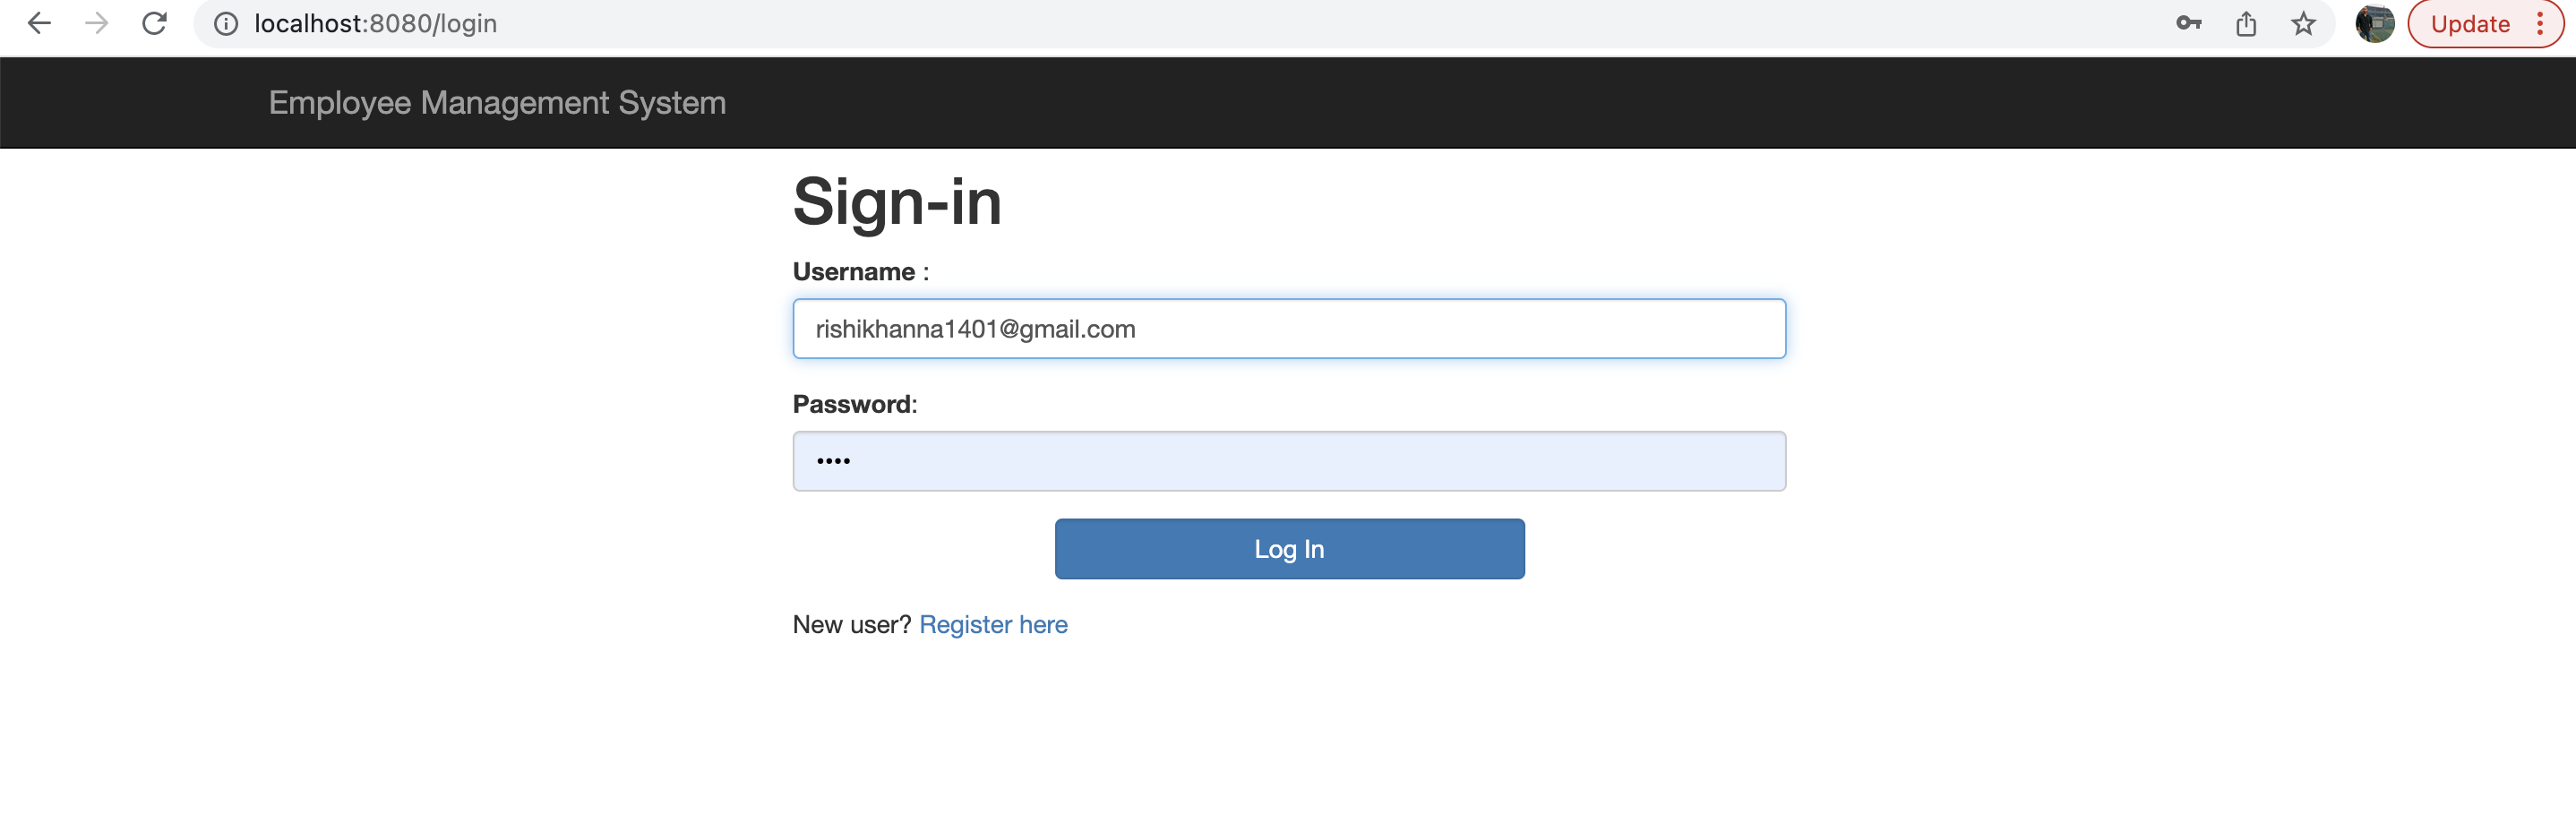 localhost:8080/login
Update
Employee Management System
Sign-in
Username :
rishikhanna1401@gmail.com
Password:
••••
Log In
New user? Register here